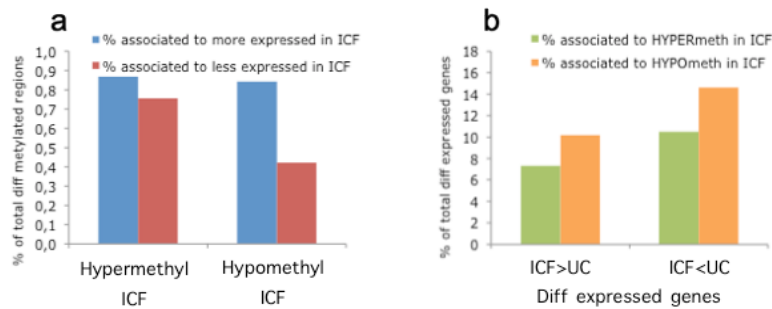 a
% associated to more expressed in ICF
% associated to less expressed in ICF
% of total diff metylated regions
1,0
0,9
0,8
0,7
0,6
0,5
0,4
0,3
0,2
0,1
0,0
Hypermethyl
ICF
Hypomethyl
ICF
b
% associated to HYPERmeth in ICF
% associated to HYPOmeth in ICF
% of total diff expressed genes
18
16
14
12
10
8
6
4
2
0
ICF>UC
ICF<UC
Diff expressed genes